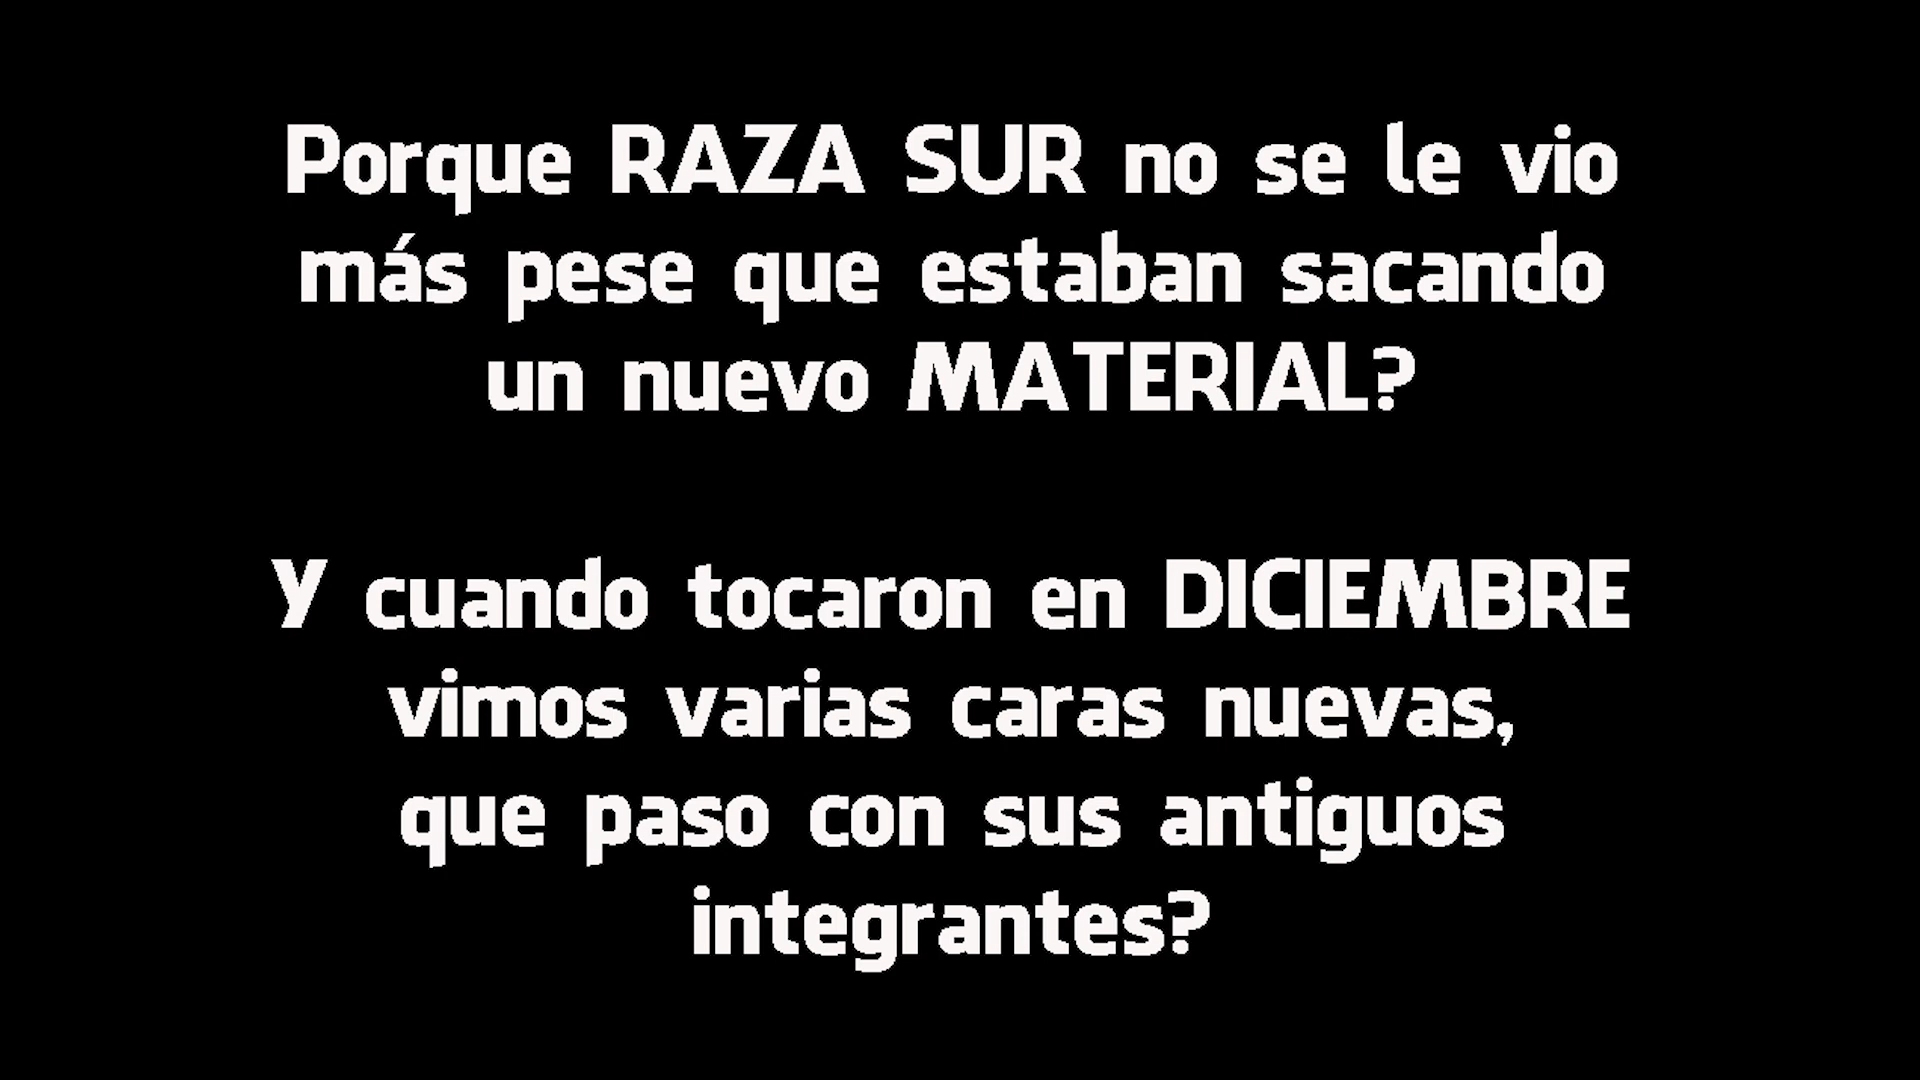 Porque RAZA SUR no se le vio
más pese que estaban sacando
un nuevo MATERIAL?
Y cuando tocaron en DICIEMBRE
vimos varias caras nuevas,
que paso con sus antiguos
integrantes?